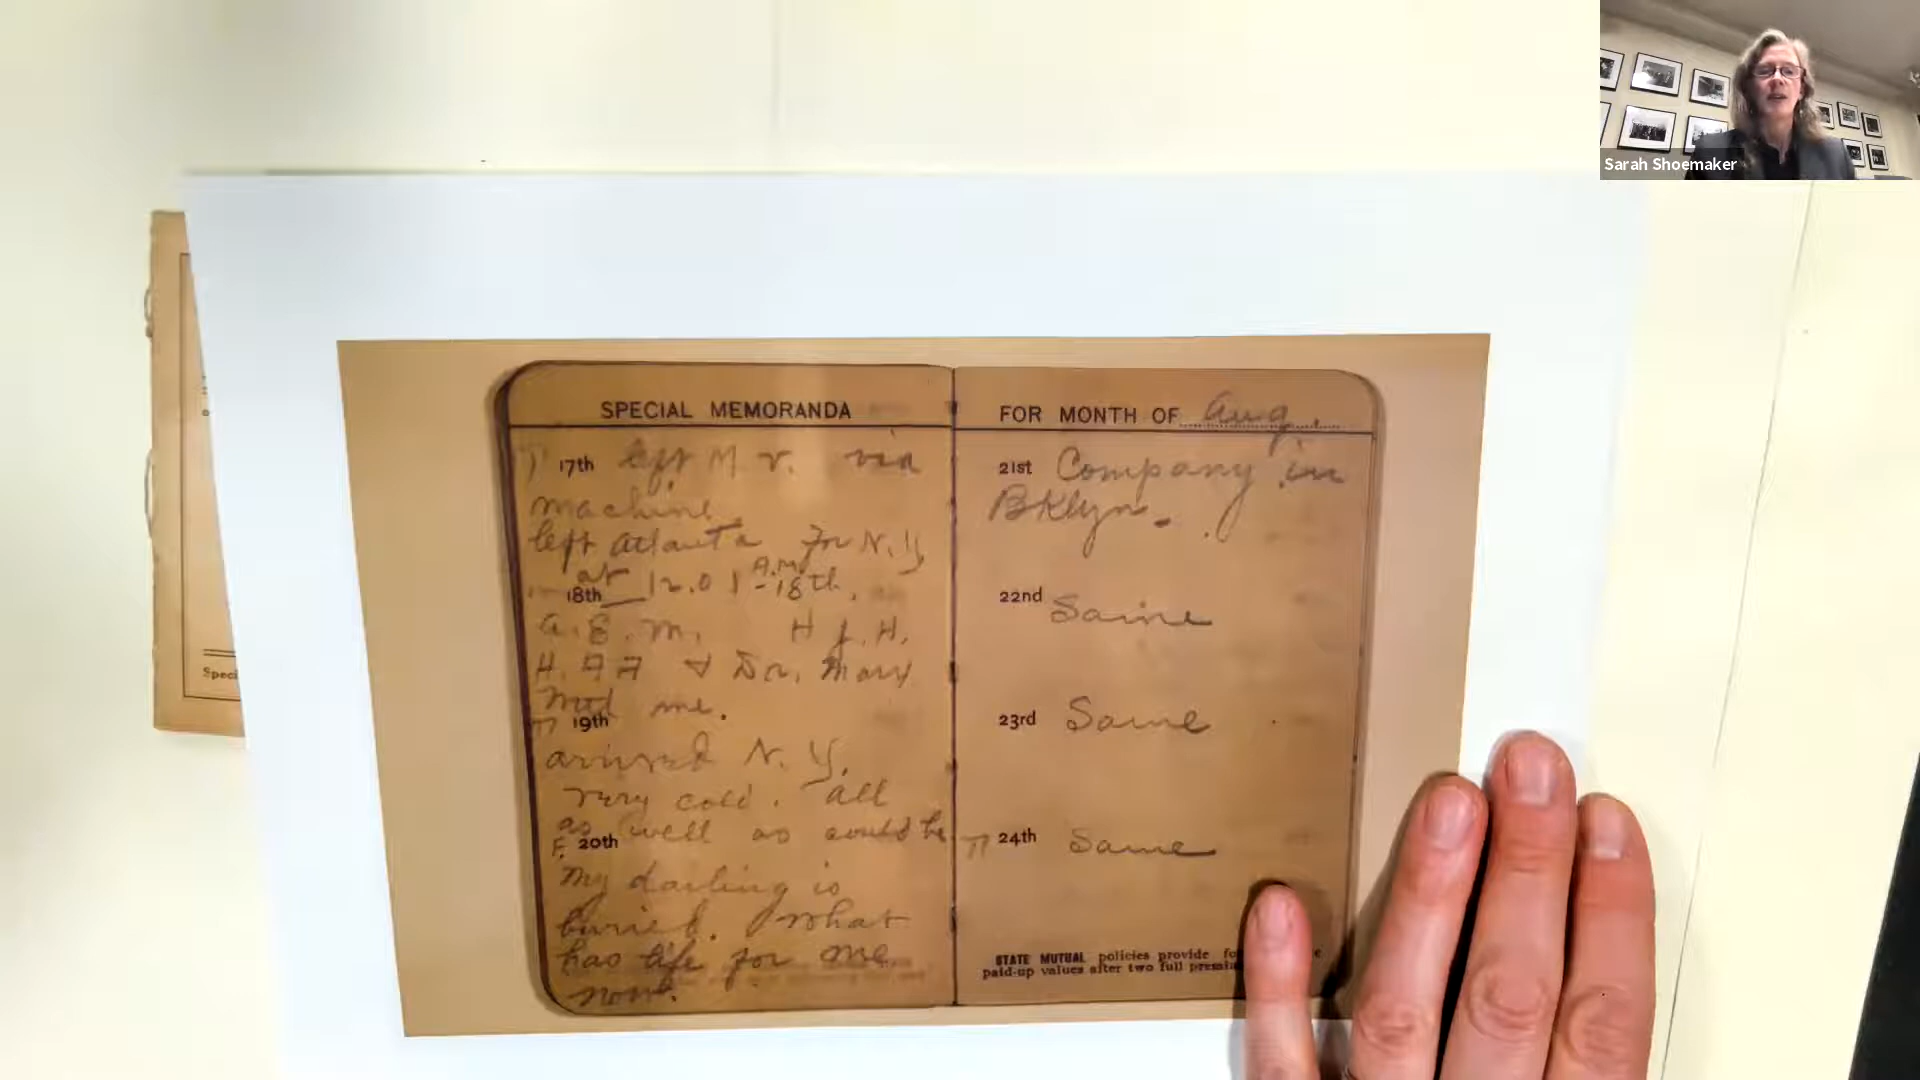 Sarah Shoemaker
SPECIAL MEMORANDA
17th left M. v. via
machine
left Atlanta for N.Y.
at 12.01 A.M. - 18th.
18th
a. S. M. H J. H.
& Dr. Marx
met me.
19th
arrived N. Y.
very cold. all
as well as could be
F. 20th
My darling is
buried. What
has life for me
now.
FOR MONTH OF Aug.
21st Company in
BKlyn.
22nd Same
23rd Same
24th Same
STATE MUTUAL policies provide
paid-up values after two full
Speci